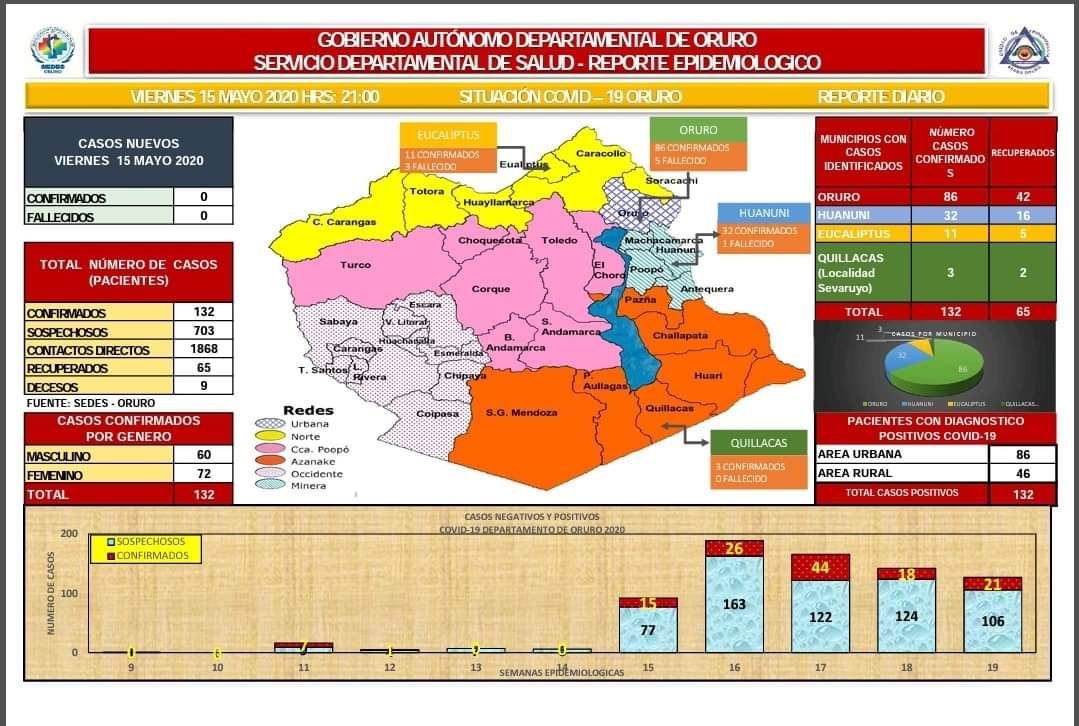 GOBIERNO AUTÓNOMO DEPARTAMENTAL DE ORURO
SERVICIO DEPARTAMENTAL DE SALUD - REPORTE EPIDEMIOLOGICO
SEDES
ORURO
VIERNES 15 MAYO 2020 HRS: 21:00 SITUACIÓN COVID – 19 ORURO REPORTE DIARIO
CASOS NUEVOS
VIERNES 15 MAYO 2020
CONFIRMADOS 0
FALLECIDOS 0
TOTAL NÚMERO DE CASOS
(PACIENTES)
CONFIRMADOS 132
SOSPECHOSOS 703
CONTACTOS DIRECTOS 1868
RECUPERADOS 65
DECESOS 9
FUENTE: SEDES - ORURO
CASOS CONFIRMADOS
POR GENERO
MASCULINO 60
FEMENINO 72
TOTAL 132
EUCALIPTUS
11 CONFIRMADOS
3 FALLECIDO
ORURO
86 CONFIRMADOS
5 FALLECIDO
HUANUNI
32 CONFIRMADOS
1 FALLECIDO
QUILLACAS
3 CONFIRMADOS
0 FALLECIDO
Caracollo
Eualiptus
Soracachi
Totora
Huayllamarca
Oruro
C. Carangas
Choquecota
Toledo
Machacamarca
Huanuni
Turco
El
Choro
Poopó
Corque
Antequera
Pazña
Escara
Sabaya
V. Litoral
S.
Andamarca
Challapata
Huachacalla
B.
Andamarca
Carangas
Esmeralda
T. Santos
L.
Rivera
Chipaya
P.
Aullagas
Huari
Coipasa
S.G. Mendoza
Quillacas
Redes
Urbana
Norte
Cca. Poopó
Azanake
Occidente
Minera
MUNICIPIOS CON
CASOS
IDENTIFICADOS
NÚMERO
CASOS
CONFIRMADO
S
RECUPERADOS
ORURO 86 42
HUANUNI 32 16
EUCALIPTUS 11 5
QUILLACAS
(Localidad
Sevaruyo)
3 2
TOTAL 132 65
CASOS POR MUNICIPIO
3
11
32
86
ORURO HUANUNI EUCALIPTUS QUILLACAS...
PACIENTES CON DIAGNOSTICO
POSITIVOS COVID-19
AREA URBANA 86
AREA RURAL 46
TOTAL CASOS POSITIVOS 132
CASOS NEGATIVOS Y POSITIVOS
COVID-19 DEPARTAMENTO DE ORURO 2020
SOSPECHOSOS
CONFIRMADOS
NUMERO DE CASOS
200
100
0
0
0
7
1
9
15
77
26
163
44
122
18
124
21
106
9 10 11 12 13 14 15 16 17 18 19
SEMANAS EPIDEMIOLOGICAS